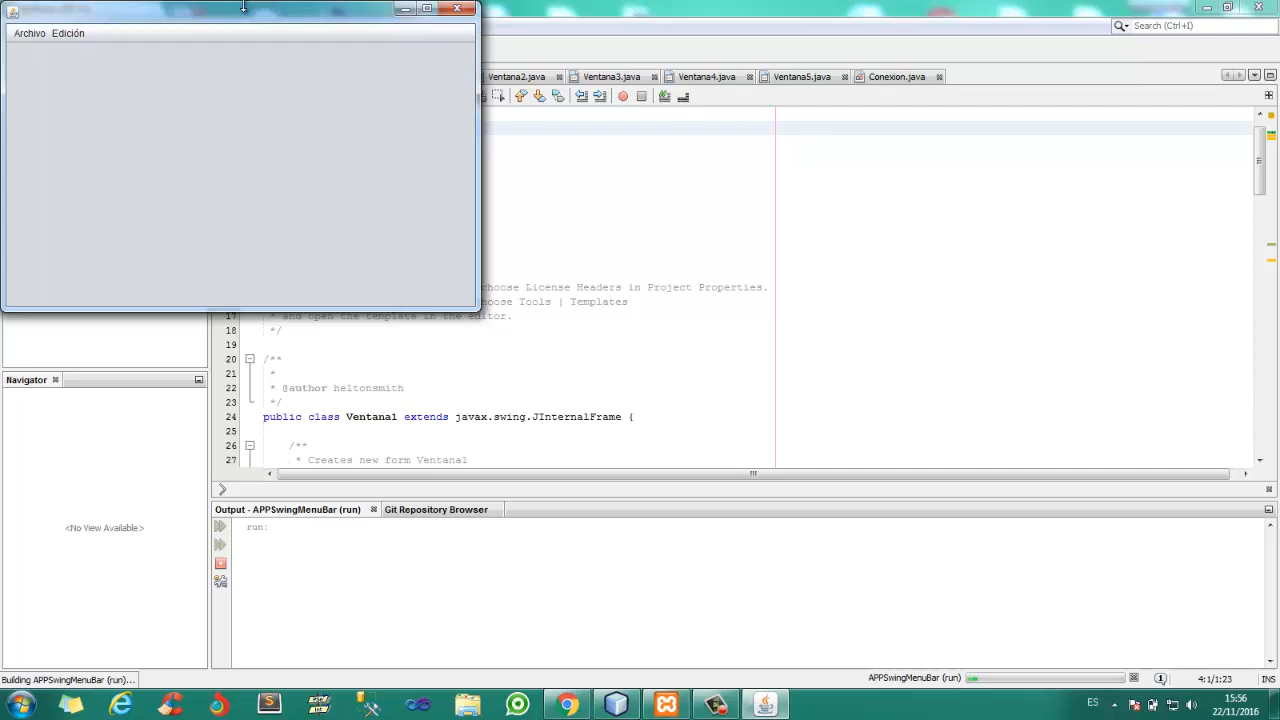 Archivo Edición
Search (Ctrl+I)
Ventana2.java Ventana3.java Ventana4.java Ventana5.java Conexion.java
choose License Headers in Project Properties.
hoose Tools | Templates
17 * and open the template in the editor.
18 */
19
20 /**
21 *
22 * @author heltonsmith
23 */
24 public class Ventana1 extends javax.swing.JInternalFrame {
25
26 /**
27 * Creates new form Ventana1
Navigator
<No View Available>
Output - APPSwingMenuBar (run) Git Repository Browser
run:
Building APPSwingMenuBar (run)...
APPSwingMenuBar (run)
4:1/1:23 INS
ES
15:56
22/11/2016